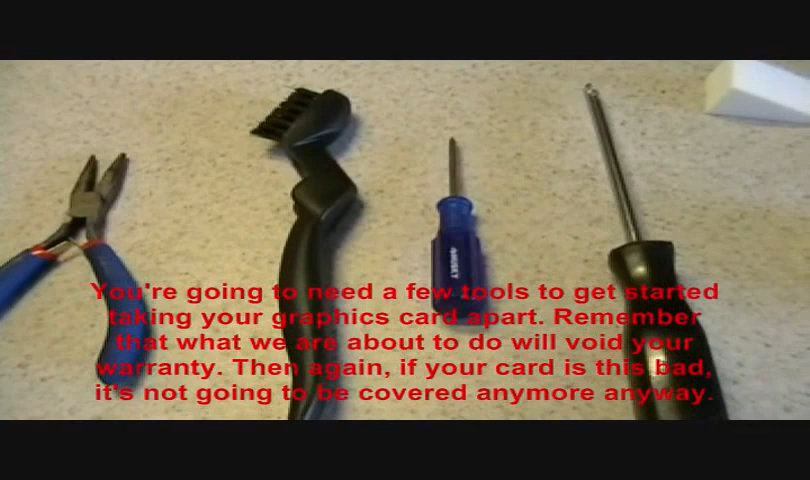 HUSKY
You're going to need a few tools to get started
taking your graphics card apart. Remember
that what we are about to do will void your
warranty. Then again, if your card is this bad,
it's not going to be covered anymore anyway.